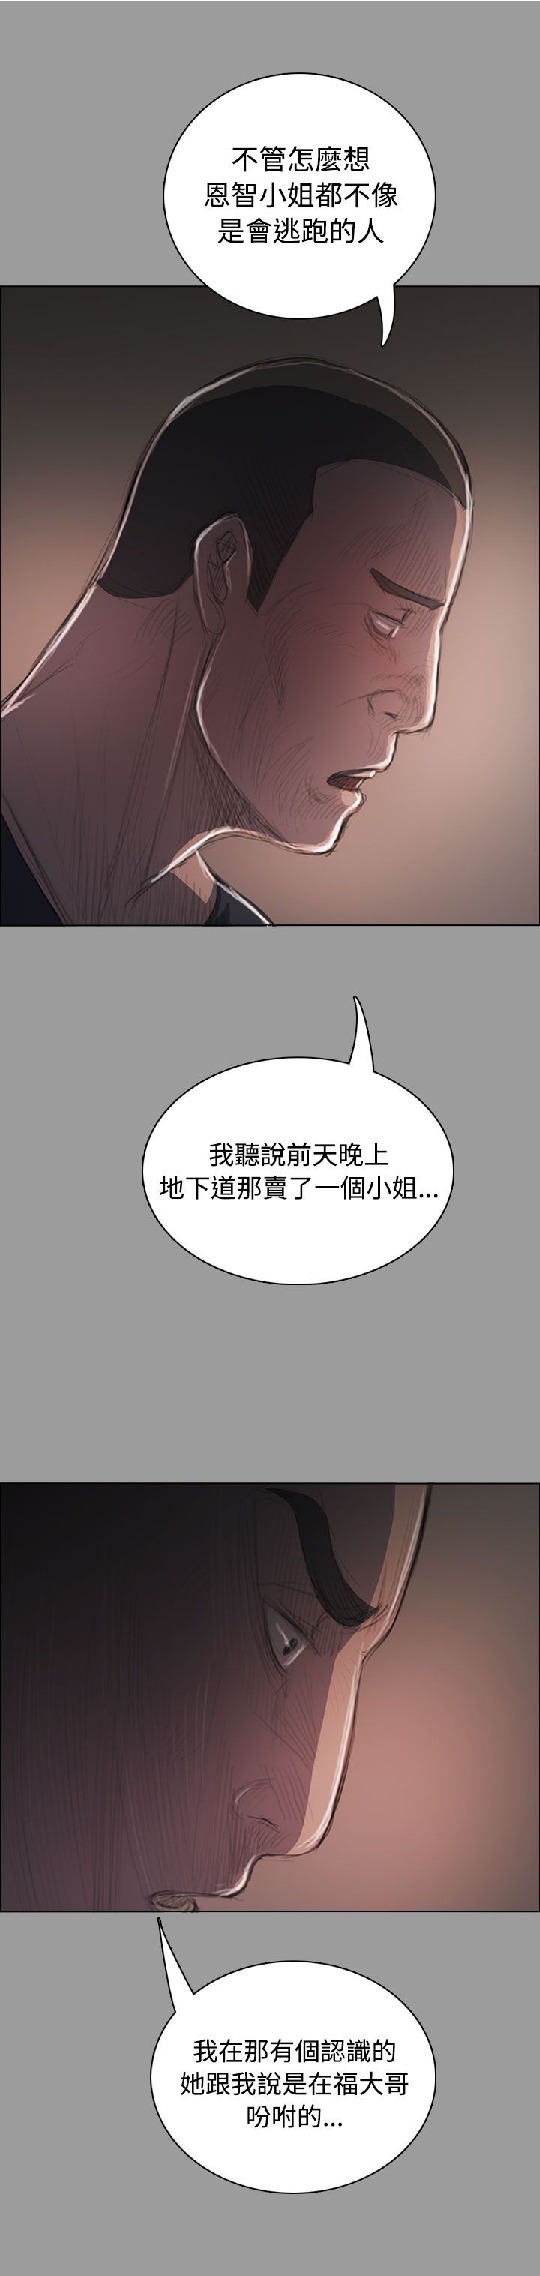 不管怎麼想
恩智小姐都不像
是會逃跑的人
我聽說前天晚上
地下道那賣了一個小姐...
我在那有個認識的
她跟我說是在福大哥
吩咐的...